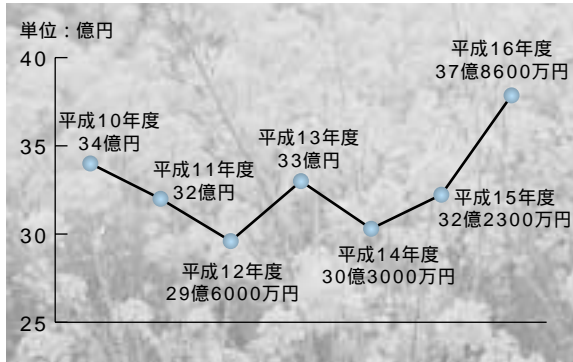 単位：億円
40
35
30
25
平成10年度
34億円
平成11年度
32億円
平成12年度
29億6000万円
平成13年度
33億円
平成14年度
30億3000万円
平成15年度
32億2300万円
平成16年度
37億8600万円